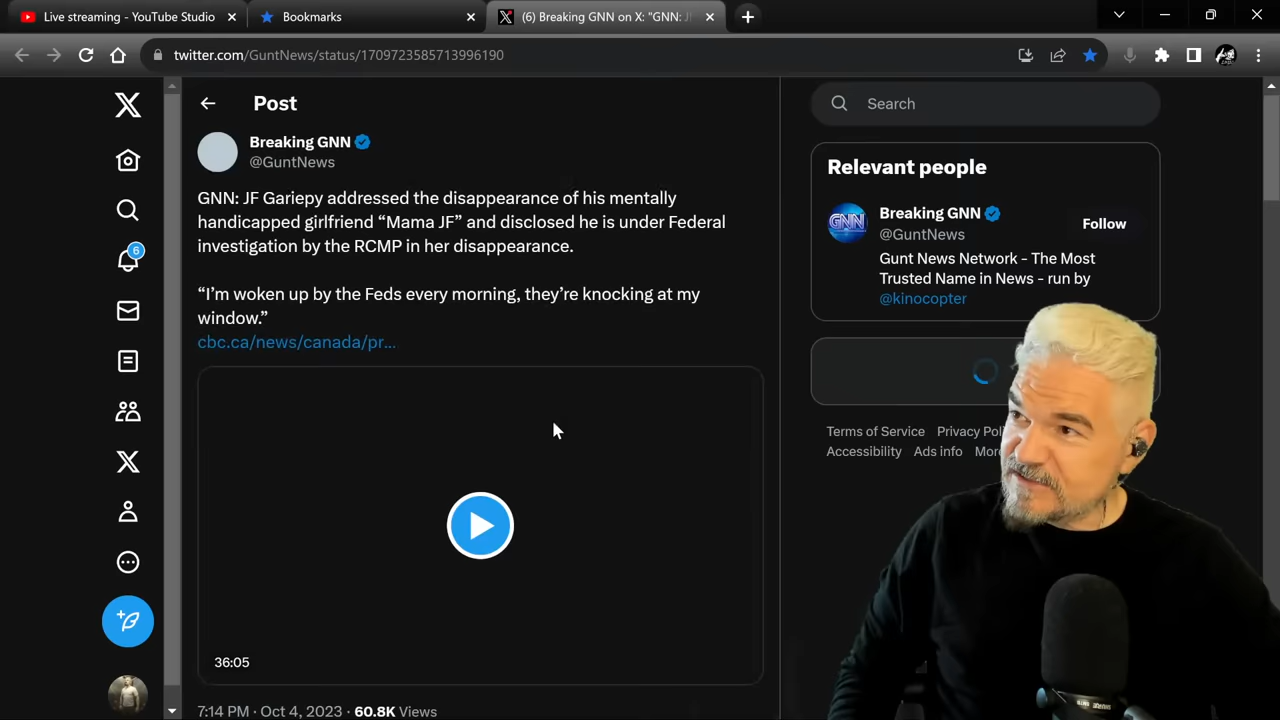 Live streaming - YouTube Studio
Bookmarks
(6) Breaking GNN on X: "GNN: JF
twitter.com/GuntNews/status/1709723585713996190
Post
Search
Breaking GNN
@GuntNews
GNN: JF Gariepy addressed the disappearance of his mentally
handicapped girlfriend “Mama JF” and disclosed he is under Federal
investigation by the RCMP in her disappearance.
“I’m woken up by the Feds every morning, they’re knocking at my
window.”
cbc.ca/news/canada/pr...
36:05
7:14 PM · Oct 4, 2023 · 60.8K Views
6
Relevant people
GNN
Breaking GNN
@GuntNews
Follow
Gunt News Network - The Most
Trusted Name in News - run by
@kinocopter
Terms of Service Privacy Poli
Accessibility Ads info More